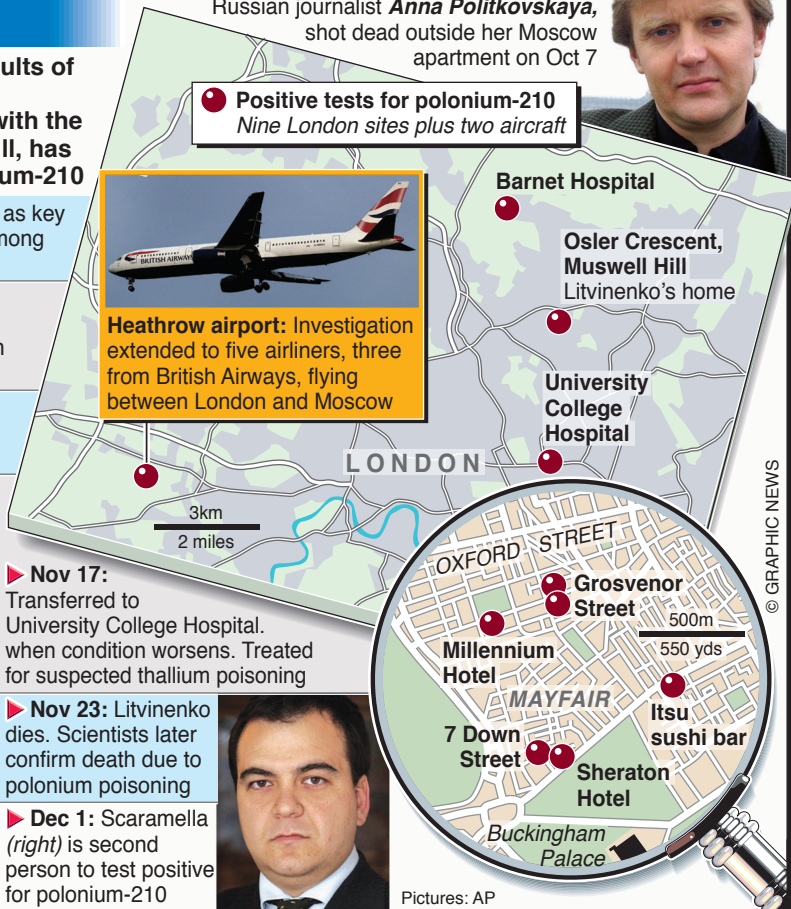 Russian journalist Anna Politkovskaya,
shot dead outside her Moscow
apartment on Oct 7
ults of
with the
ll, has
um-210
as key
mong
n
Positive tests for polonium-210
Nine London sites plus two aircraft
Barnet Hospital
Osler Crescent,
Muswell Hill
Litvinenko's home
BRITISH AIRWAYS
Heathrow airport: Investigation
extended to five airliners, three
from British Airways, flying
between London and Moscow
University
College
Hospital
LONDON
3km
2 miles
© GRAPHIC NEWS
OXFORD STREET
Grosvenor
Street
500m
550 yds
Millennium
Hotel
MAYFAIR
Itsu
sushi bar
7 Down
Street
Sheraton
Hotel
Buckingham
Palace
Nov 17:
Transferred to
University College Hospital.
when condition worsens. Treated
for suspected thallium poisoning
Nov 23: Litvinenko
dies. Scientists later
confirm death due to
polonium poisoning
Dec 1: Scaramella
(right) is second
person to test positive
for polonium-210
Pictures: AP